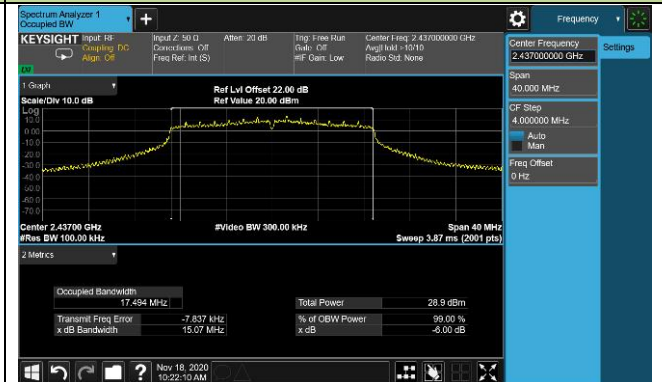 Spectrum Analyzer 1
Occupied BW
Frequency
KEYSIGHT
Input: RF
Coupling: DC
Align: Off
Input Z: 50 Ω
Corrections: Off
Freq Ref: Int (S)
Atten: 20 dB
Trig: Free Run
Gate: Off
#IF Gain: Low
Center Freq: 2.437000000 GHz
Avg|Hold:>10/10
Radio Std: None
Center Frequency
2.437000000 GHz
Settings
Span
40.000 MHz
CF Step
4.000000 MHz
Auto
Man
Freq Offset
0 Hz
1 Graph
Scale/Div 10.0 dB
Ref Lvl Offset 22.00 dB
Ref Value 20.00 dBm
Log
10.0
0.00
-10.0
-20.0
-30.0
-40.0
-50.0
-60.0
-70.0
Center 2.43700 GHz
#Res BW 100.00 kHz
#Video BW 300.00 kHz
Span 40 MHz
Sweep 3.87 ms (2001 pts)
2 Metrics
Occupied Bandwidth
17.494 MHz
Transmit Freq Error -7.837 kHz
x dB Bandwidth 15.07 MHz
Total Power 28.9 dBm
% of OBW Power 99.00 %
x dB -6.00 dB
Nov 18, 2020
10:22:10 AM